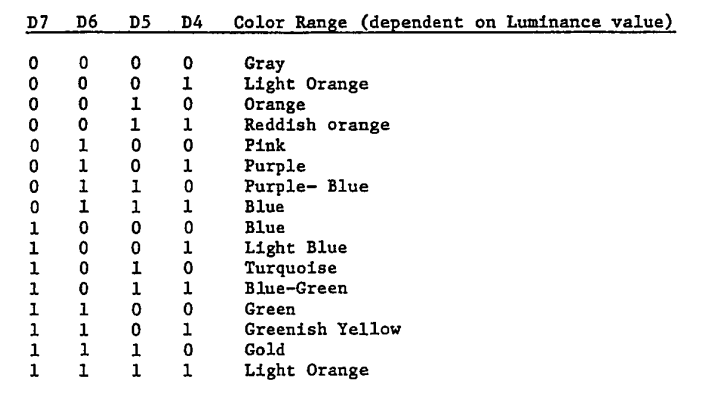 D7 D6 D5 D4 Color Range (dependent on Luminance value)
0 0 0 0 Gray
0 0 0 1 Light Orange
0 0 1 0 Orange
0 0 1 1 Reddish orange
0 1 0 0 Pink
0 1 0 1 Purple
0 1 1 0 Purple- Blue
0 1 1 1 Blue
1 0 0 0 Blue
1 0 0 1 Light Blue
1 0 1 0 Turquoise
1 0 1 1 Blue-Green
1 1 0 0 Green
1 1 0 1 Greenish Yellow
1 1 1 0 Gold
1 1 1 1 Light Orange